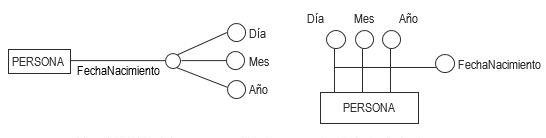 PERSONA
FechaNacimiento
Día
Mes
Año
Día Mes Año
FechaNacimiento
PERSONA